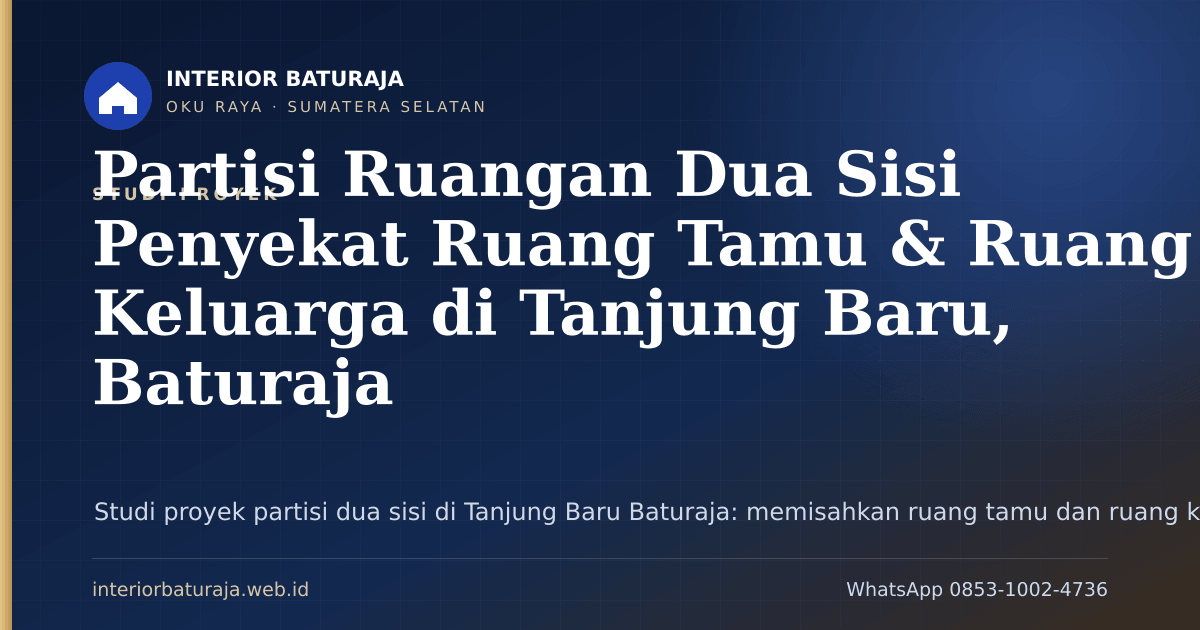 INTERIOR BATURAJA
OKU RAYA · SUMATERA SELATAN
STUDI PROYEK
Partisi Ruangan Dua Sisi
Penyekat Ruang Tamu & Ruang
Keluarga di Tanjung Baru,
Baturaja
Studi proyek partisi dua sisi di Tanjung Baru Baturaja: memisahkan ruang tamu dan ruang k
interiorbaturaja.web.id
WhatsApp 0853-1002-4736